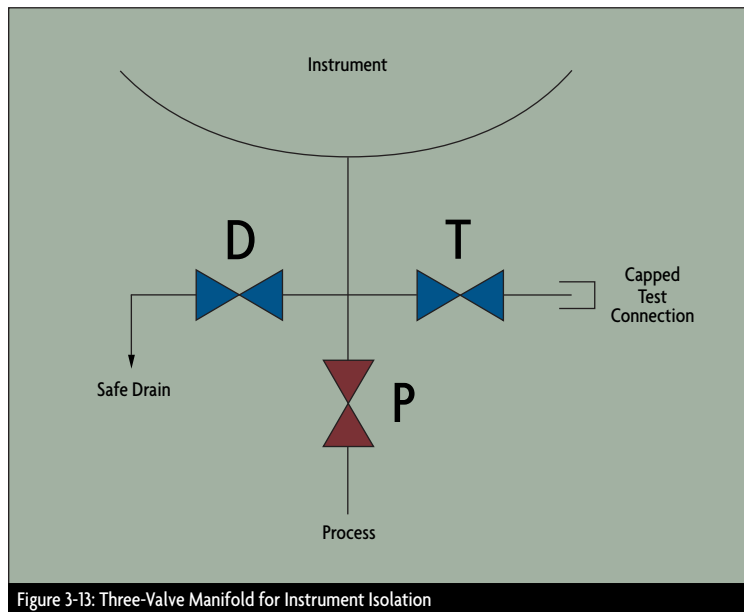 Instrument
D
T
Capped
Test
Connection
Safe Drain
P
Process
Figure 3-13: Three-Valve Manifold for Instrument Isolation